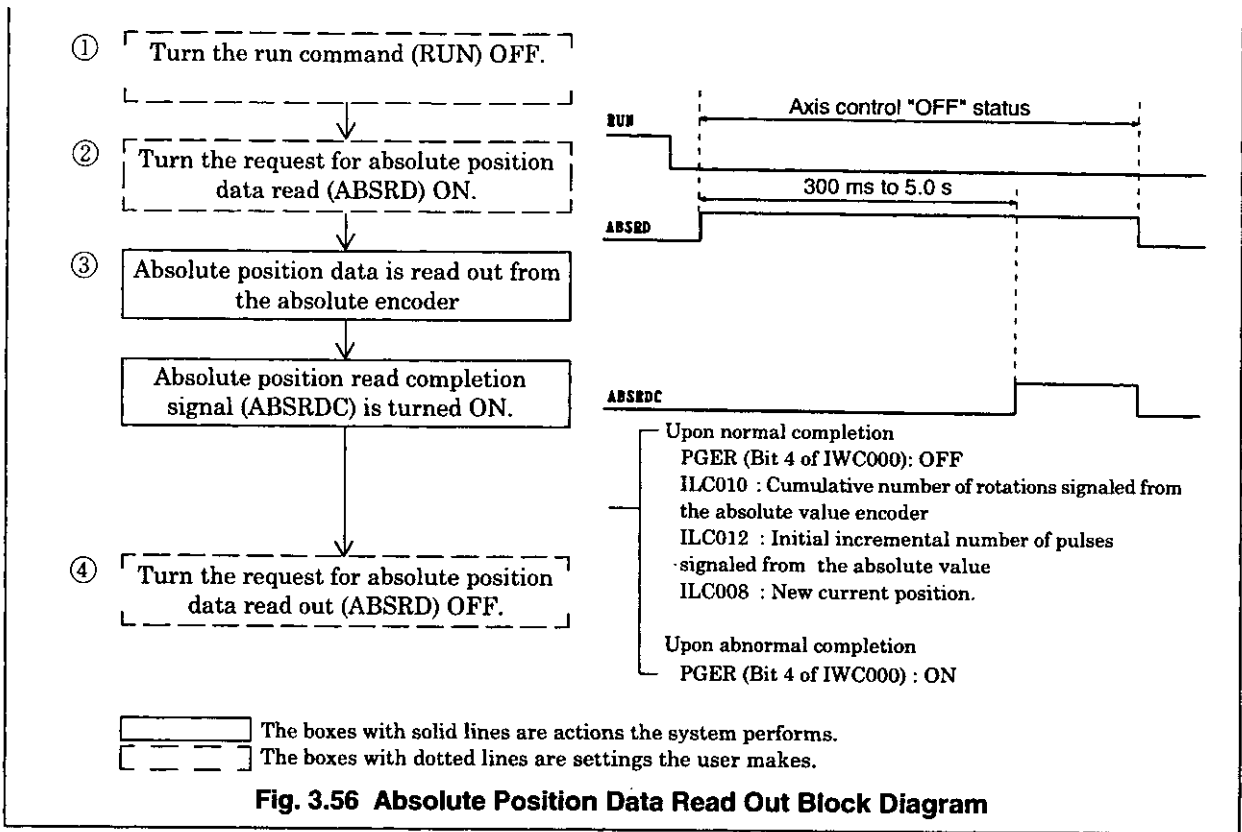 ① Turn the run command (RUN) OFF.
② Turn the request for absolute position
data read (ABSRD) ON.
③ Absolute position data is read out from
the absolute encoder
Absolute position read completion
signal (ABSRDC) is turned ON.
④ Turn the request for absolute position
data read out (ABSRD) OFF.
RUN
Axis control "OFF" status
300 ms to 5.0 s
ABSRD
ABSRDC
Upon normal completion
PGER (Bit 4 of IWC000): OFF
ILC010 : Cumulative number of rotations signaled from
the absolute value encoder
ILC012 : Initial incremental number of pulses
signaled from the absolute value
ILC008 : New current position.
Upon abnormal completion
PGER (Bit 4 of IWC000) : ON
The boxes with solid lines are actions the system performs.
The boxes with dotted lines are settings the user makes.
Fig. 3.56 Absolute Position Data Read Out Block Diagram